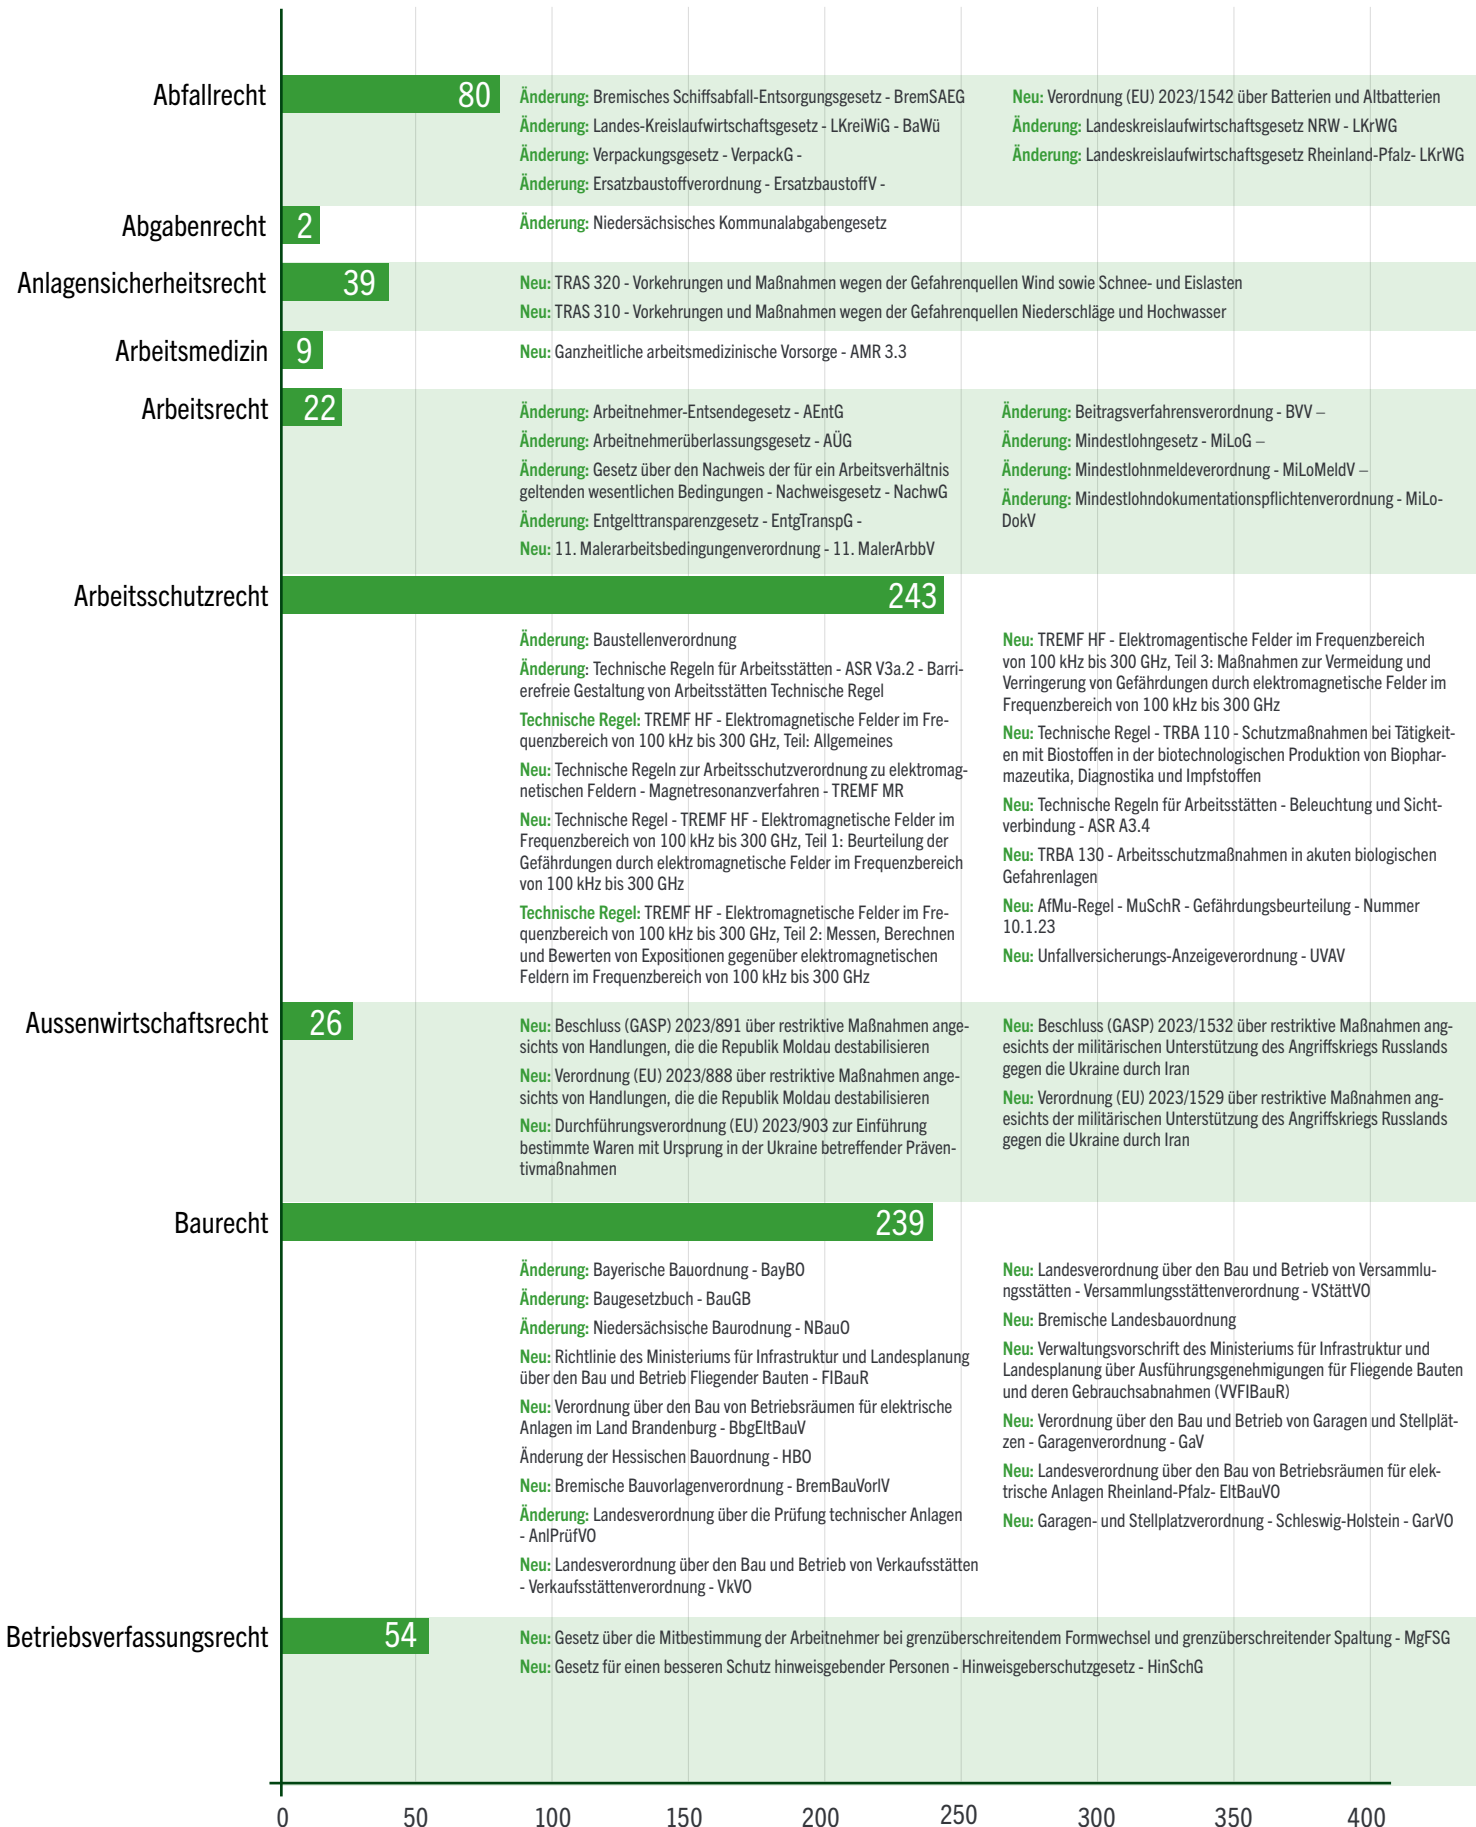 Abfallrecht
80
Änderung: Bremisches Schiffsabfall-Entsorgungsgesetz - BremSAEG
Änderung: Landes-Kreislaufwirtschaftsgesetz - LKreiWiG - BaWü
Änderung: Verpackungsgesetz - VerpackG -
Änderung: Ersatzbaustoffverordnung - ErsatzbaustoffV -
Neu: Verordnung (EU) 2023/1542 über Batterien und Altbatterien
Änderung: Landeskreislaufwirtschaftsgesetz NRW - LKrWG
Änderung: Landeskreislaufwirtschaftsgesetz Rheinland-Pfalz- LKrWG
Abgabenrecht
2
Änderung: Niedersächsisches Kommunalabgabengesetz
Anlagensicherheitsrecht
39
Neu: TRAS 320 - Vorkehrungen und Maßnahmen wegen der Gefahrenquellen Wind sowie Schnee- und Eislasten
Neu: TRAS 310 - Vorkehrungen und Maßnahmen wegen der Gefahrenquellen Niederschläge und Hochwasser
Arbeitsmedizin
9
Neu: Ganzheitliche arbeitsmedizinische Vorsorge - AMR 3.3
Arbeitsrecht
22
Änderung: Arbeitnehmer-Entsendegesetz - AEntG
Änderung: Arbeitnehmerüberlassungsgesetz - AÜG
Änderung: Gesetz über den Nachweis der für ein Arbeitsverhältnis
geltenden wesentlichen Bedingungen - Nachweisgesetz - NachwG
Änderung: Entgelttransparenzgesetz - EntgTranspG -
Neu: 11. Malerarbeitsbedingungenverordnung - 11. MalerArbbV
Änderung: Beitragsverfahrensverordnung - BVV –
Änderung: Mindestlohngesetz - MiLoG –
Änderung: Mindestlohnmeldeverordnung - MiLoMeldV –
Änderung: Mindestlohndokumentationspflichtenverordnung - MiLo-
DokV
Arbeitsschutzrecht
243
Änderung: Baustellenverordnung
Änderung: Technische Regeln für Arbeitsstätten - ASR V3a.2 - Barri-
erefreie Gestaltung von Arbeitsstätten Technische Regel
Technische Regel: TREMF HF - Elektromagnetische Felder im Fre-
quenzbereich von 100 kHz bis 300 GHz, Teil: Allgemeines
Neu: Technische Regeln zur Arbeitsschutzverordnung zu elektromag-
netischen Feldern - Magnetresonanzverfahren - TREMF MR
Neu: Technische Regel - TREMF HF - Elektromagnetische Felder im
Frequenzbereich von 100 kHz bis 300 GHz, Teil 1: Beurteilung der
Gefährdungen durch elektromagnetische Felder im Frequenzbereich
von 100 kHz bis 300 GHz
Technische Regel: TREMF HF - Elektromagnetische Felder im Fre-
quenzbereich von 100 kHz bis 300 GHz, Teil 2: Messen, Berechnen
und Bewerten von Expositionen gegenüber elektromagnetischen
Feldern im Frequenzbereich von 100 kHz bis 300 GHz
Neu: TREMF HF - Elektromagentische Felder im Frequenzbereich
von 100 kHz bis 300 GHz, Teil 3: Maßnahmen zur Vermeidung und
Verringerung von Gefährdungen durch elektromagnetische Felder im
Frequenzbereich von 100 kHz bis 300 GHz
Neu: Technische Regel - TRBA 110 - Schutzmaßnahmen bei Tätigkeit-
en mit Biostoffen in der biotechnologischen Produktion von Biophar-
mazeutika, Diagnostika und Impfstoffen
Neu: Technische Regeln für Arbeitsstätten - Beleuchtung und Sicht-
verbindung - ASR A3.4
Neu: TRBA 130 - Arbeitsschutzmaßnahmen in akuten biologischen
Gefahrenlagen
Neu: AfMu-Regel - MuSchR - Gefährdungsbeurteilung - Nummer
10.1.23
Neu: Unfallversicherungs-Anzeigeverordnung - UVAV
Aussenwirtschaftsrecht
26
Neu: Beschluss (GASP) 2023/891 über restriktive Maßnahmen ange-
sichts von Handlungen, die die Republik Moldau destabilisieren
Neu: Verordnung (EU) 2023/888 über restriktive Maßnahmen ange-
sichts von Handlungen, die die Republik Moldau destabilisieren
Neu: Durchführungsverordnung (EU) 2023/903 zur Einführung
bestimmte Waren mit Ursprung in der Ukraine betreffender Präven-
tivmaßnahmen
Neu: Beschluss (GASP) 2023/1532 über restriktive Maßnahmen ang-
esichts der militärischen Unterstützung des Angriffskriegs Russlands
gegen die Ukraine durch Iran
Neu: Verordnung (EU) 2023/1529 über restriktive Maßnahmen ang-
esichts der militärischen Unterstützung des Angriffskriegs Russlands
gegen die Ukraine durch Iran
Baurecht
239
Änderung: Bayerische Bauordnung - BayBO
Änderung: Baugesetzbuch - BauGB
Änderung: Niedersächsische Baurodnung - NBauO
Neu: Richtlinie des Ministeriums für Infrastruktur und Landesplanung
über den Bau und Betrieb Fliegender Bauten - FIBauR
Neu: Verordnung über den Bau von Betriebsräumen für elektrische
Anlagen im Land Brandenburg - BbgEltBauV
Änderung der Hessischen Bauordnung - HBO
Neu: Bremische Bauvorlagenverordnung - BremBauVorlV
Änderung: Landesverordnung über die Prüfung technischer Anlagen
- AnlPrüfVO
Neu: Landesverordnung über den Bau und Betrieb von Verkaufsstätten
- Verkaufsstättenverordnung - VkVO
Neu: Landesverordnung über den Bau und Betrieb von Versammlu-
ngsstätten - Versammlungsstättenverordnung - VStättVO
Neu: Bremische Landesbauordnung
Neu: Verwaltungsvorschrift des Ministeriums für Infrastruktur und
Landesplanung über Ausführungsgenehmigungen für Fliegende Bauten
und deren Gebrauchsabnahmen (VVFIBauR)
Neu: Verordnung über den Bau und Betrieb von Garagen und Stellplät-
zen - Garagenverordnung - GaV
Neu: Landesverordnung über den Bau von Betriebsräumen für elek-
trische Anlagen Rheinland-Pfalz- EltBauVO
Neu: Garagen- und Stellplatzverordnung - Schleswig-Holstein - GarVO
Betriebsverfassungsrecht
54
Neu: Gesetz über die Mitbestimmung der Arbeitnehmer bei grenzüberschreitendem Formwechsel und grenzüberschreitender Spaltung - MgFSG
Neu: Gesetz für einen besseren Schutz hinweisgebender Personen - Hinweisgeberschutzgesetz - HinSchG
0 50 100 150 200 250 300 350 400